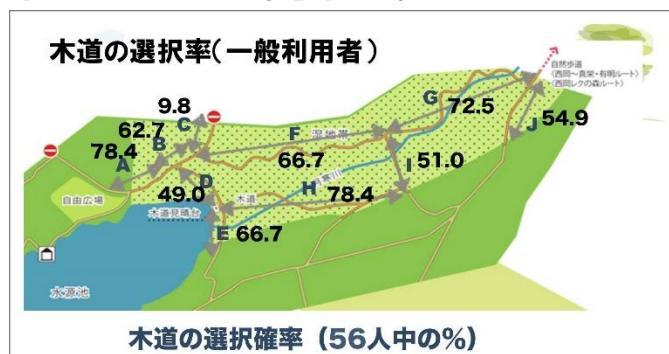 木道の選択率(一般利用者)
自然歩道
(西岡~真栄・有明ルート)
(西岡レクの森ルート)
9.8
C
G
72.5
J
54.9
62.7
B
F
湿地帯
78.4
A
66.7
I
51.0
D
49.0
木道
H
78.4
自由広場
木道見晴台
E
66.7
水源池
木道の選択確率(56人中の%)